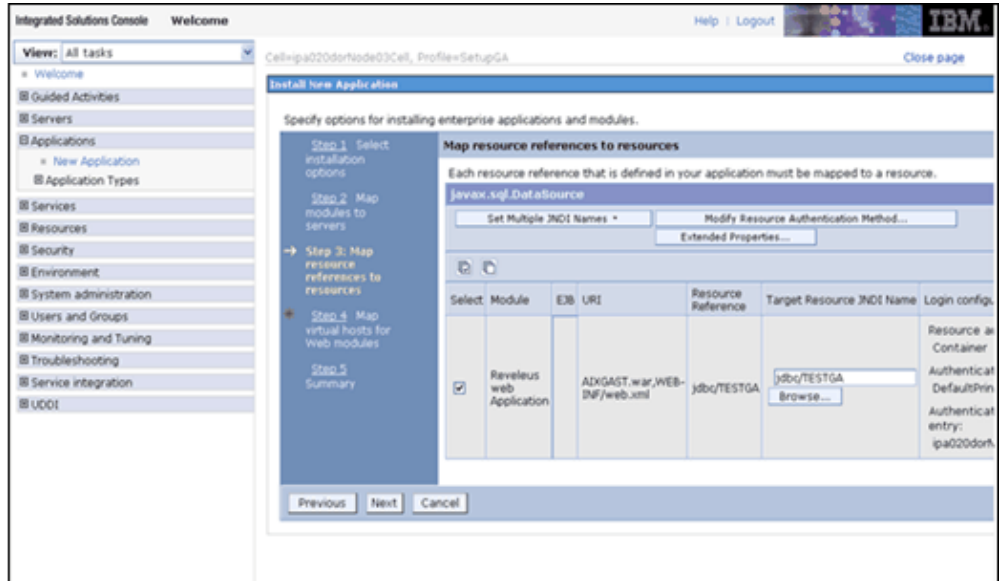 Integrated Solutions Console Welcome Help | Logout IBM.
View: All tasks
Cell=ipa020dorNode03Cell, Profile=SetupGA Close page
Welcome
Guided Activities
Servers
Applications
New Application
Application Types
Services
Resources
Security
Environment
System administration
Users and Groups
Monitoring and Tuning
Troubleshooting
Service integration
UDDI
Install New Application
Specify options for installing enterprise applications and modules.
Step 1 Select
installation
options
Step 2 Map
modules to
servers
Step 3: Map
resource
references to
resources
Step 4 Map
virtual hosts for
Web modules
Step 5
Summary
Map resource references to resources
Each resource reference that is defined in your application must be mapped to a resource.
javax.sql.DataSource
Set Multiple JNDI Names Modify Resource Authentication Method...
Extended Properties...
Select Module EJB URI Resource Reference Target Resource JNDI Name Login configu
Reveleus
web
Application
AIXGAST.war,WEB-
INF/web.xml
jdbc/TESTGA
jdbc/TESTGA
Browse...
Resource au
Container
Authenticat
DefaultPrin
Authenticat
entry:
Previous Next Cancel